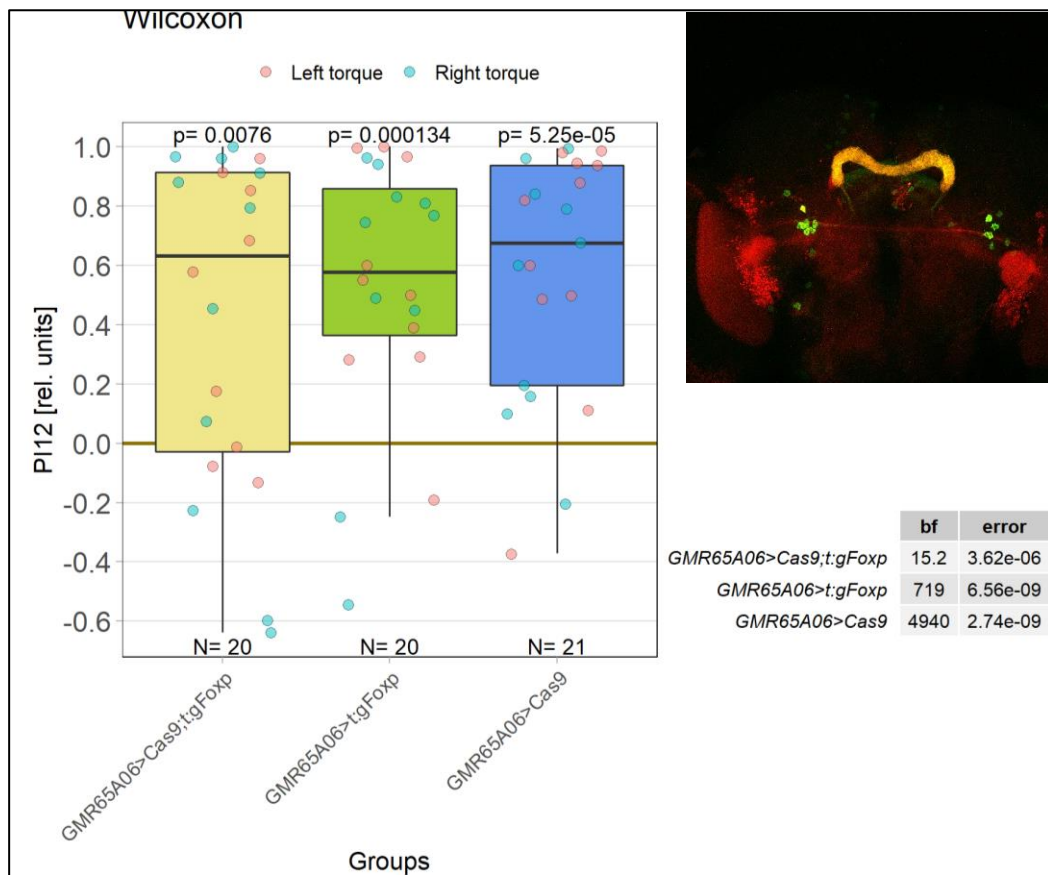 Wilcoxon
Left torque Right torque
p= 0.0076 p= 0.000134 p= 5.25e-05
1.0
0.8
0.6
0.4
0.2
0.0
-0.2
-0.4
-0.6
PI12 [rel. units]
N= 20 N= 20 N= 21
GMR65A06>Cas9;t:gFoxp
GMR65A06>t:gFoxp
GMR65A06>Cas9
Groups
bf error
GMR65A06>Cas9;t:gFoxp 15.2 3.62e-06
GMR65A06>t:gFoxp 719 6.56e-09
GMR65A06>Cas9 4940 2.74e-09